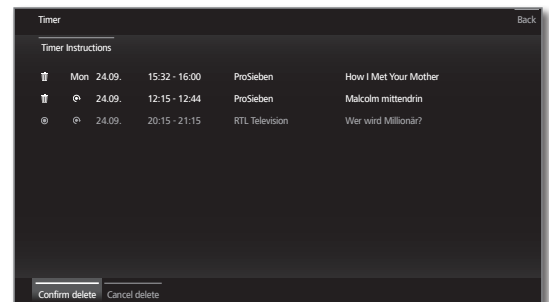 Timer Back
Timer Instructions
Mon 24.09. 15:32 - 16:00 ProSieben How I Met Your Mother
24.09. 12:15 - 12:44 ProSieben Malcolm mittendrin
24.09. 20:15 - 21:15 RTL Television Wer wird Millionär?
Confirm delete Cancel delete